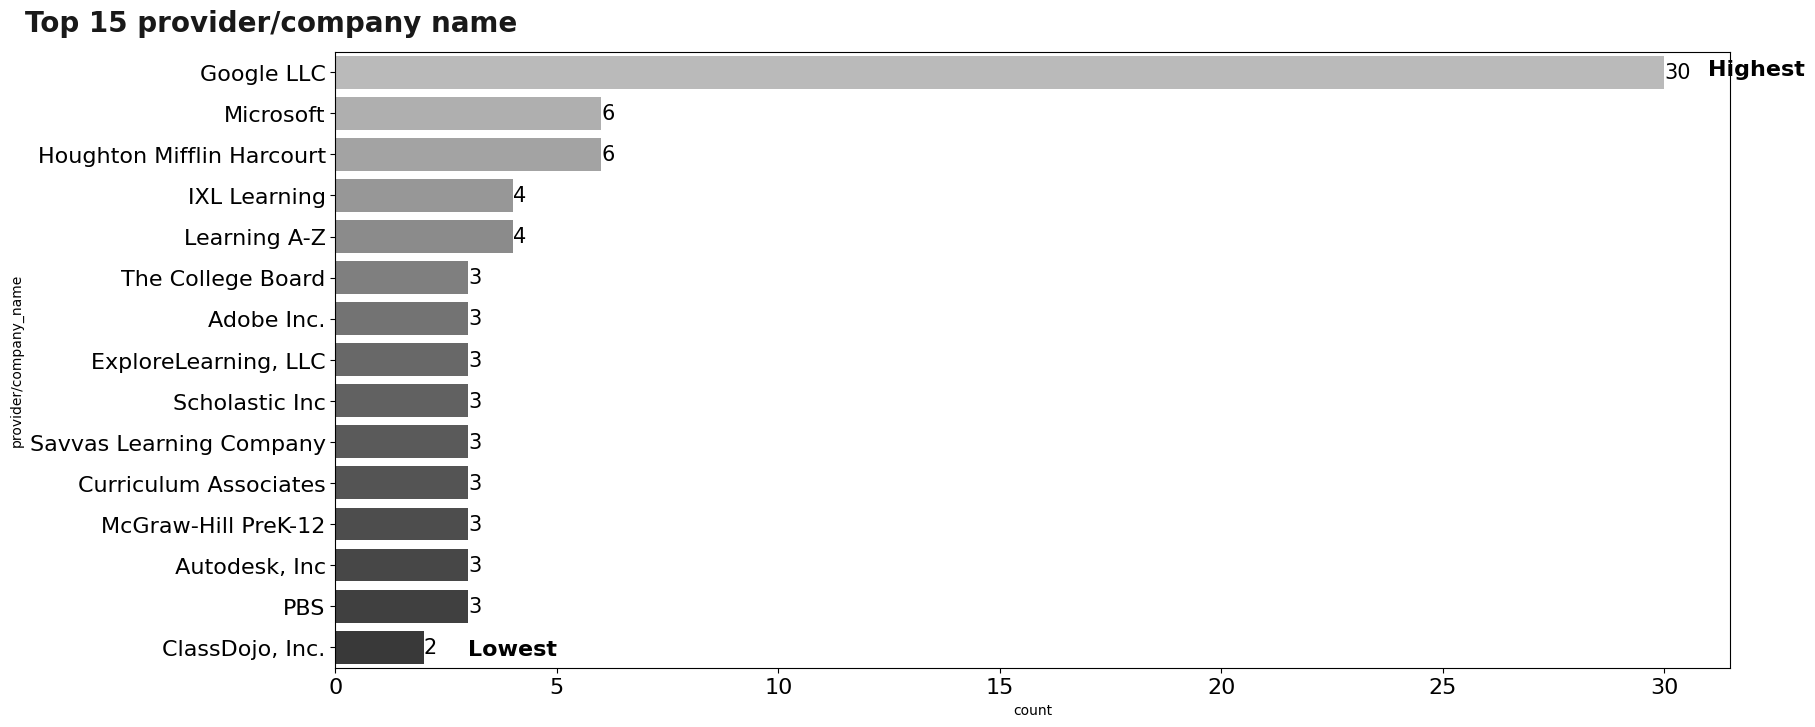 Top 15 provider/company name
Google LLC 30 Highest
Microsoft 6
Houghton Mifflin Harcourt 6
IXL Learning 4
Learning A-Z 4
The College Board 3
Adobe Inc. 3
ExploreLearning, LLC 3
Scholastic Inc 3
Savvas Learning Company 3
Curriculum Associates 3
McGraw-Hill PreK-12 3
Autodesk, Inc 3
PBS 3
ClassDojo, Inc. 2 Lowest
provider/company_name
0 5 10 15 20 25 30
count